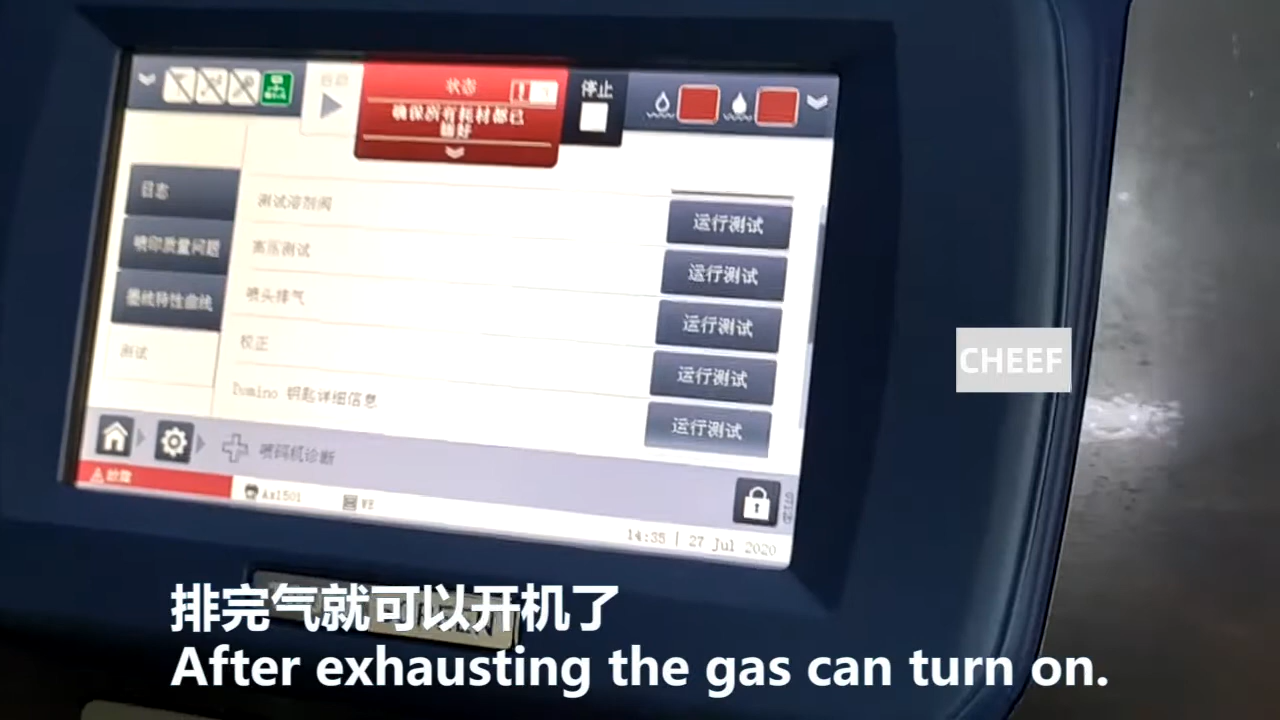 状态
确保所有耗材都已
插好
停止
日志
喷印质量问题
墨线特性曲线
测试
测试溶剂阀
运行测试
高压测试
运行测试
喷头排气
运行测试
校正
运行测试
Domino 钥匙详细信息
运行测试
喷码机诊断
故障
Ax150i
14:35 | 27 Jul 2020
CHEEF
排完气就可以开机了
After exhausting the gas can turn on.